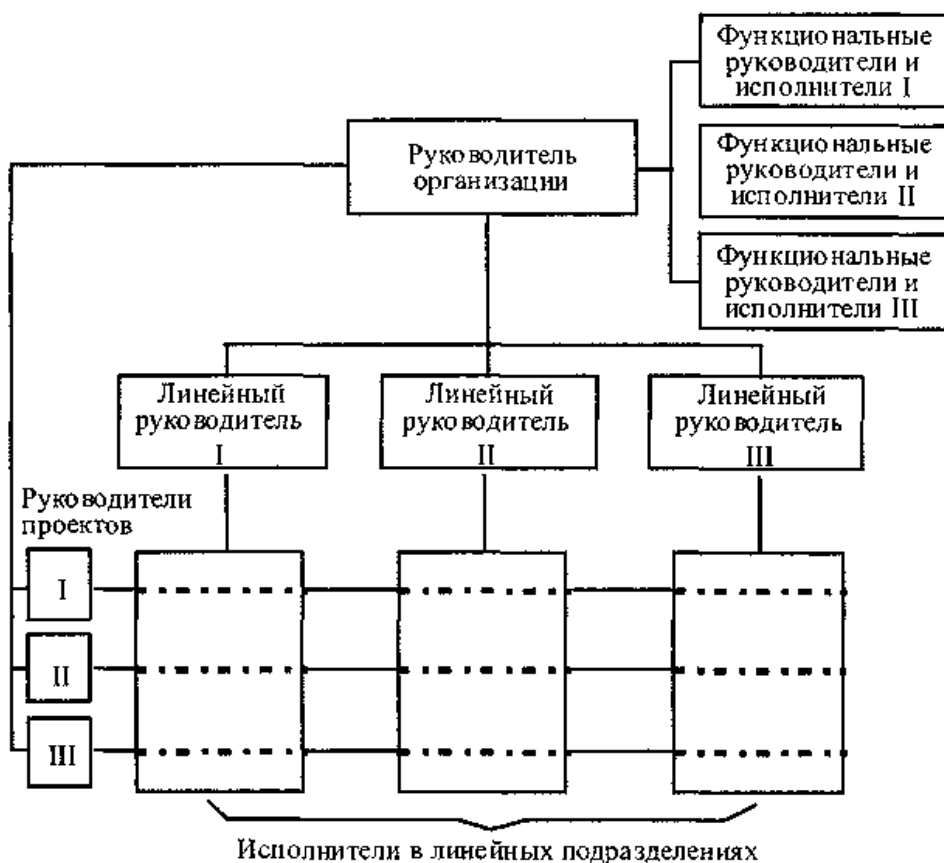 Функциональные
руководители и
исполнители I
Руководитель
организации
Функциональные
руководители и
исполнители II
Функциональные
руководители и
исполнители III
Линейный
руководитель
I
Линейный
руководитель
II
Линейный
руководитель
III
Руководители
проектов
I
II
III
Исполнители в линейных подразделениях